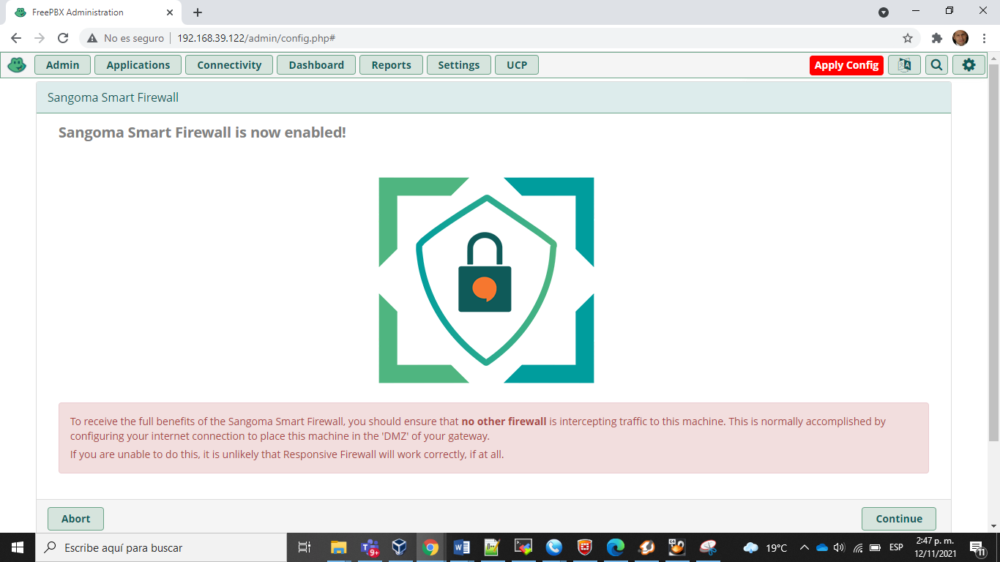 FreePBX Administration
No es seguro
192.168.39.122/admin/config.php#
Admin
Applications
Connectivity
Dashboard
Reports
Settings
UCP
Apply Config
Sangoma Smart Firewall
Sangoma Smart Firewall is now enabled!
To receive the full benefits of the Sangoma Smart Firewall, you should ensure that no other firewall is intercepting traffic to this machine. This is normally accomplished by
configuring your internet connection to place this machine in the 'DMZ' of your gateway.
If you are unable to do this, it is unlikely that Responsive Firewall will work correctly, if at all.
Abort
Continue
Escribe aquí para buscar
9+
64
19°C
ESP
2:47 p. m.
12/11/2021
11